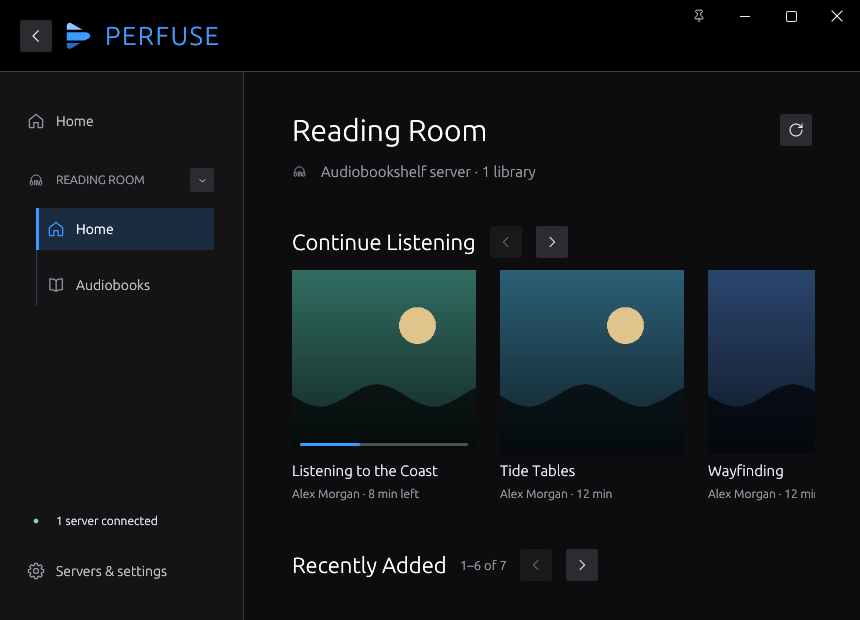 PERFUSE
Home
READING ROOM
Home
Audiobooks
1 server connected
Servers & settings
Reading Room
Audiobookshelf server · 1 library
Continue Listening
Listening to the Coast
Alex Morgan · 8 min left
Tide Tables
Alex Morgan · 12 min
Wayfinding
Alex Morgan · 12 mi
Recently Added
1–6 of 7